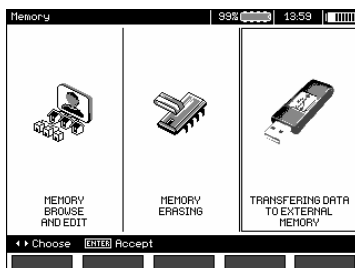 Memory 99% 13:59
MEMORY
BROWSE
AND EDIT
MEMORY
ERASING
TRANSFERING DATA
TO EXTERNAL
MEMORY
Choose ENTER Accept